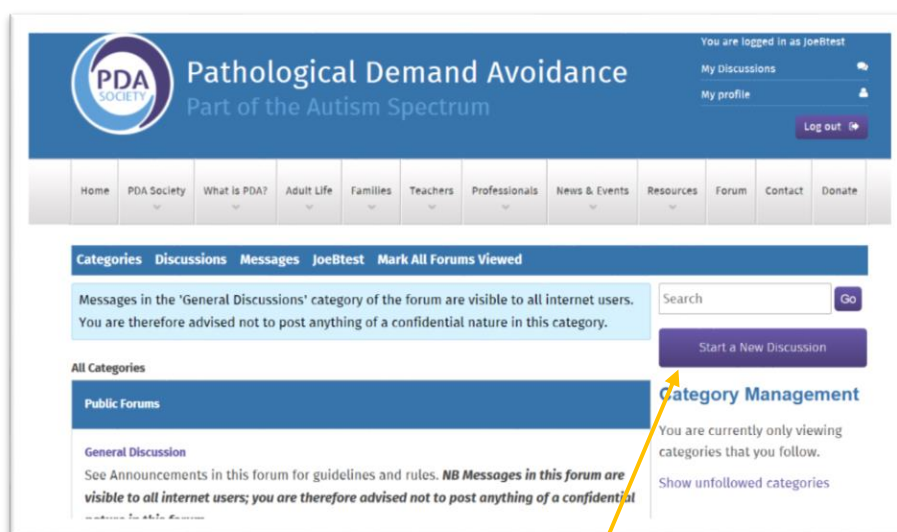 You are logged in as JoeBtest
My Discussions
My profile
Log out
PDA
SOCIETY
Pathological Demand Avoidance
Part of the Autism Spectrum
Home PDA Society What is PDA? Adult Life Families Teachers Professionals News & Events Resources Forum Contact Donate
Categories Discussions Messages JoeBtest Mark All Forums Viewed
Messages in the 'General Discussions' category of the forum are visible to all internet users.
You are therefore advised not to post anything of a confidential nature in this category.
Search Go
Start a New Discussion
All Categories
Public Forums
General Discussion
See Announcements in this forum for guidelines and rules. NB Messages in this forum are
visible to all internet users; you are therefore advised not to post anything of a confidential
nature in this forum
Category Management
You are currently only viewing
categories that you follow.
Show unfollowed categories